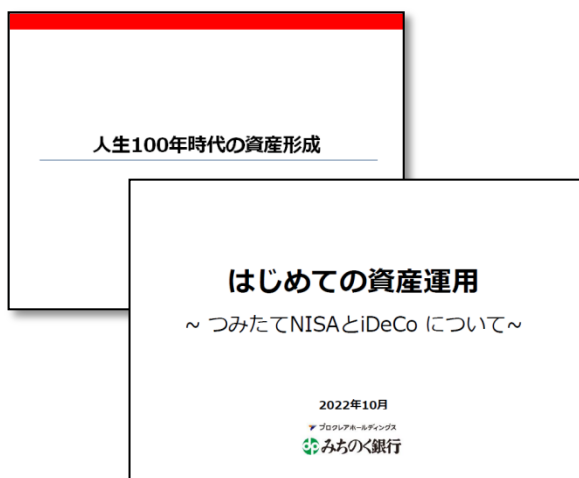 人生100年時代の資産形成
はじめての資産運用
~ つみたてNISAとiDeCo について~
2022年10月
プロクレアホールディングス
みちのく銀行